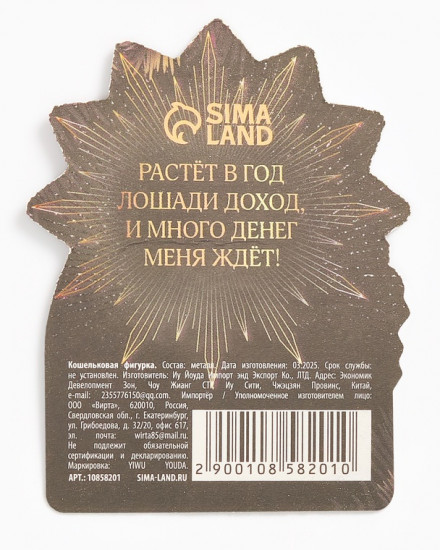 SIMA
LAND
РАСТЁТ В ГОД
ЛОШАДИ ДОХОД,
И МНОГО ДЕНЕГ
МЕНЯ ЖДЁТ!
Кошельковая фигурка. Состав: металл. Дата изготовления: 03.2025. Срок службы:
не установлен. Изготовитель: Иу Йоуда Импорт энд Экспорт Ко., ЛТД. Адрес: Экономик
Девелопмент Зон, Чоу Жианг СТР, Иу Сити, Чжэцзян Провинс, Китай,
e-mail: 2355776150@qq.com. Импортёр / Уполномоченное изготовителем лицо:
ООО «Вирта», 620010, Россия,
Свердловская обл., г. Екатеринбург,
ул. Грибоедова, д. 32/20, офис 617,
эл. почта: wirta85@mail.ru.
Не подлежит обязательной
сертификации и декларированию.
Маркировка: YIWU YOUDA.
АРТ.: 10858201 SIMA-LAND.RU
2 900108 582010